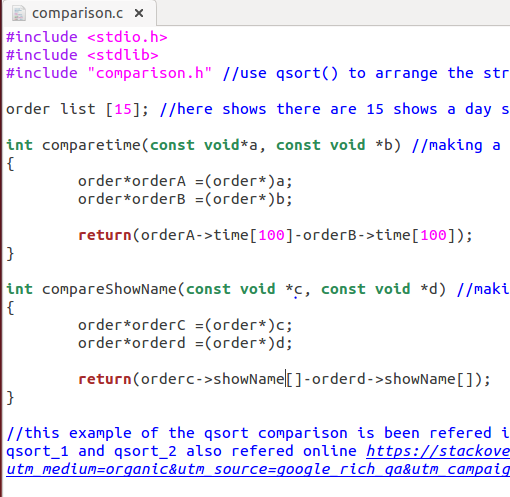 comparison.c ×
#include <stdio.h>
#include <stdlib>
#include "comparison.h" //use qsort() to arrange the str
order list [15]; //here shows there are 15 shows a day s
int comparetime(const void*a, const void *b) //making a
{
order*orderA =(order*)a;
order*orderB =(order*)b;
return(orderA->time[100]-orderB->time[100]);
}
int compareShowName(const void *c, const void *d) //maki
{
order*orderC =(order*)c;
order*orderd =(order*)d;
return(orderc->showName[]-orderd->showName[]);
}
//this example of the qsort comparison is been refered i
qsort_1 and qsort_2 also refered online https://stackove
utm_medium=organic&utm_source=google_rich_qa&utm_campaig